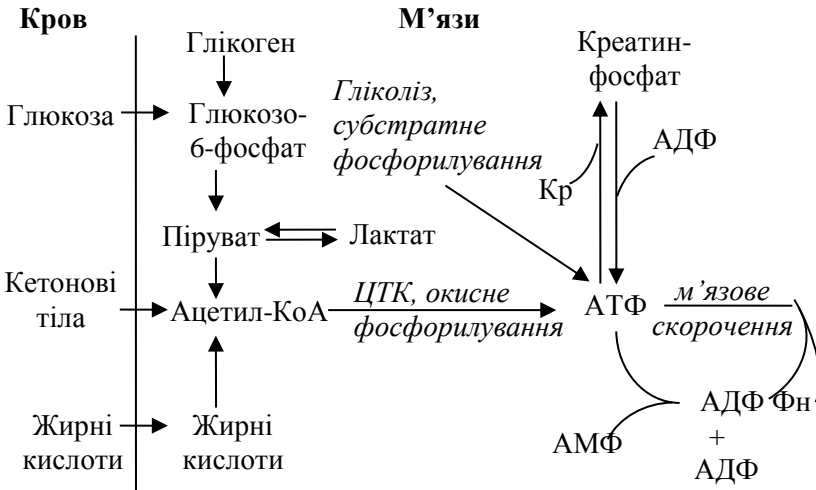 Кров
М’язи
Глікоген
Креатин-
фосфат
Глюкоза
Глюкозо-
6-фосфат
Гліколіз,
субстратне
фосфорилування
АДФ
Кр
Піруват
Лактат
Кетонові
тіла
Ацетил-КоА
ЦТК, окисне
фосфорилування
АТФ
м’язове
скорочення
Жирні
кислоти
Жирні
кислоти
АМФ
АДФ Фн
+
АДФ